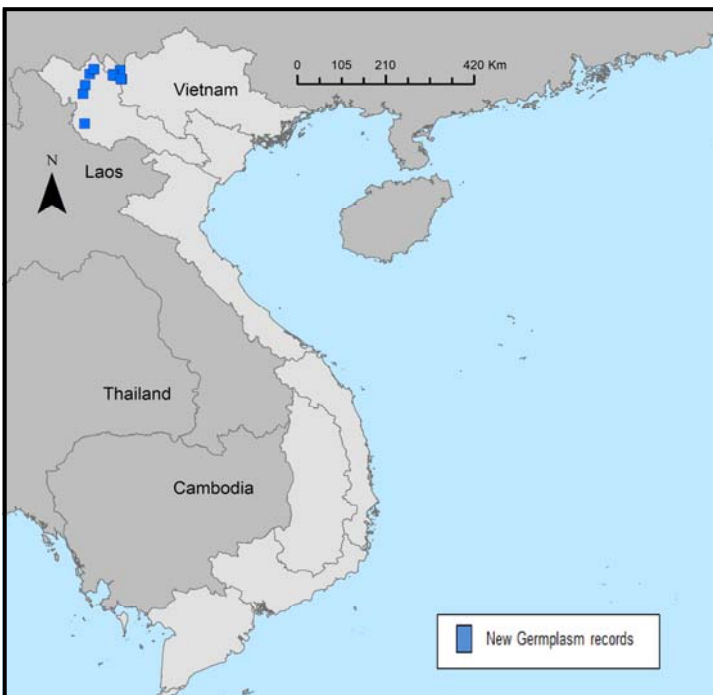 0 105 210 420 Km
Vietnam
N
Laos
Thailand
Cambodia
New Germplasm records